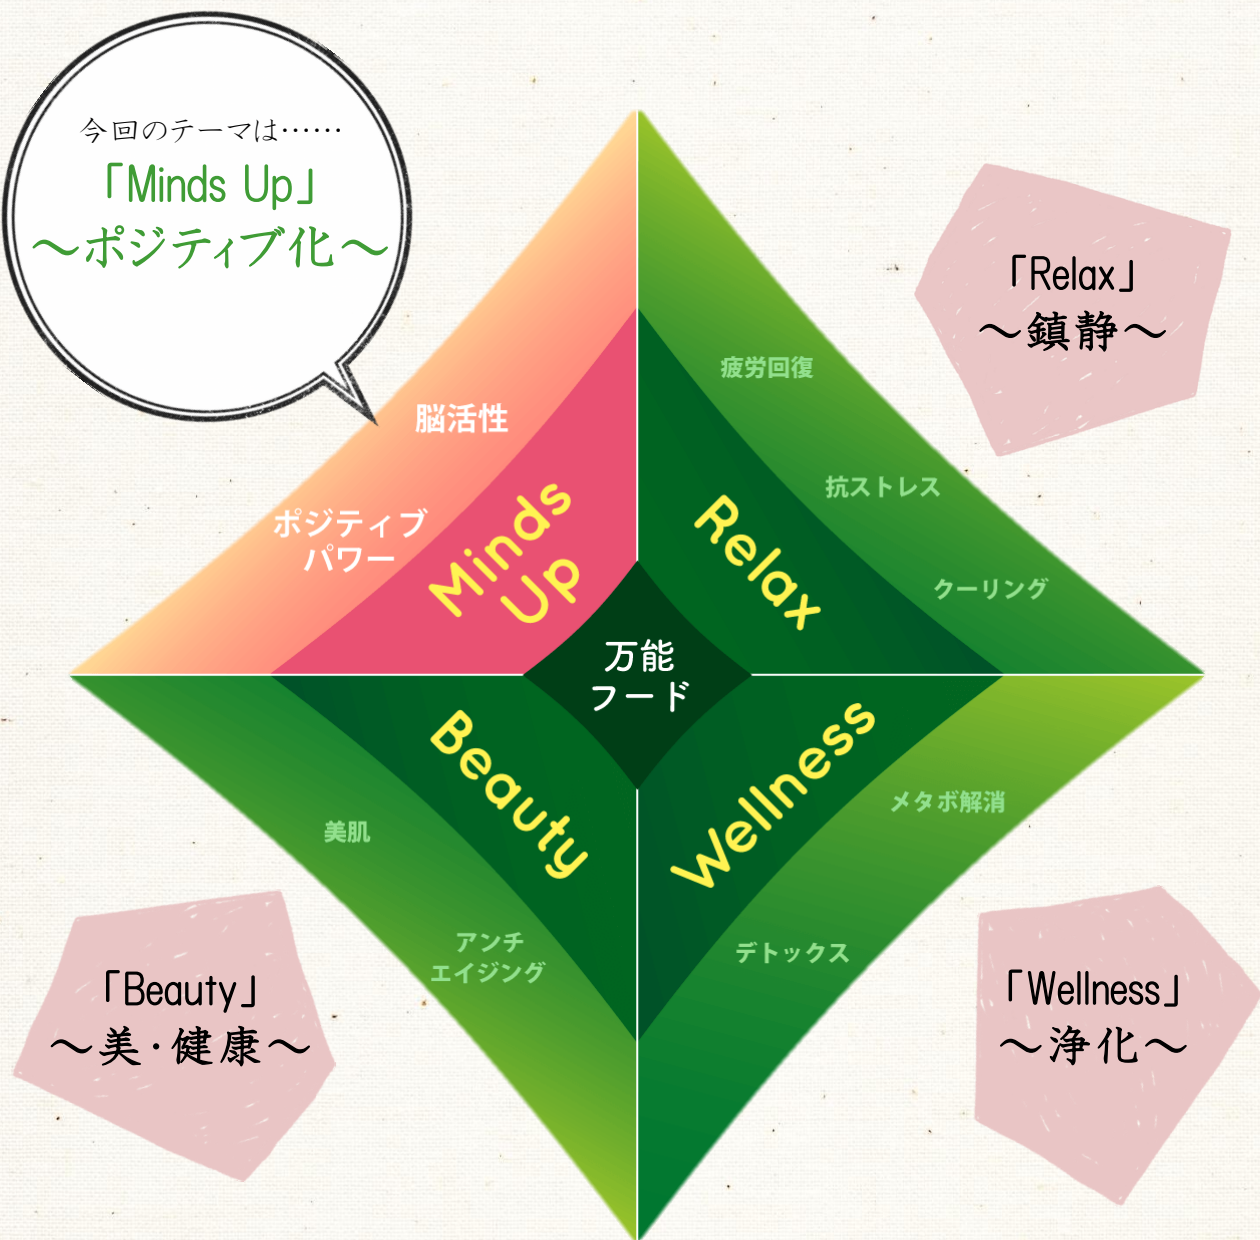 今回のテーマは……
「Minds Up」
～ポジティブ化～
「Relax」
～鎮静～
脳活性
ポジティブ
パワー
Minds
Up
疲労回復
抗ストレス
クーリング
Relax
万能
フード
Beauty
美肌
アンチ
エイジング
Wellness
メタボ解消
デトックス
「Beauty」
～美・健康～
「Wellness」
～浄化～